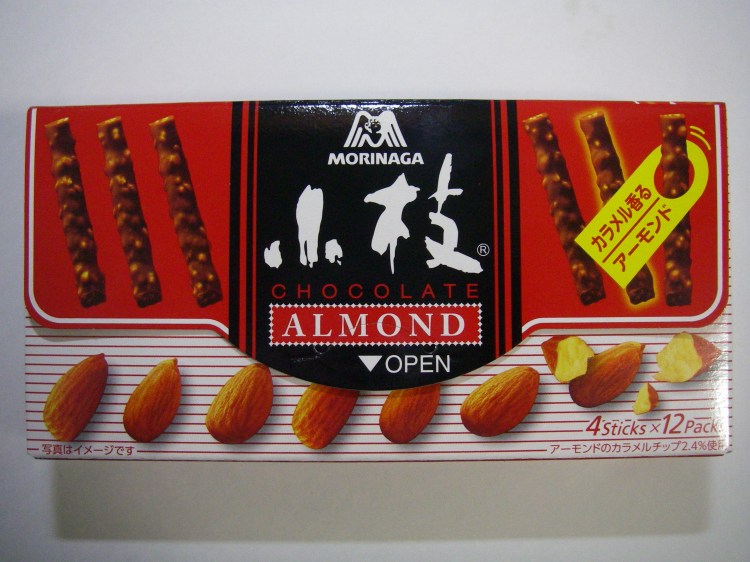 MORINAGA
小枝®
CHOCOLATE
ALMOND
▼OPEN
カラメル香る
アーモンド
4Sticks×12Packs
写真はイメージです
アーモンドのカラメルチップ2.4%使用